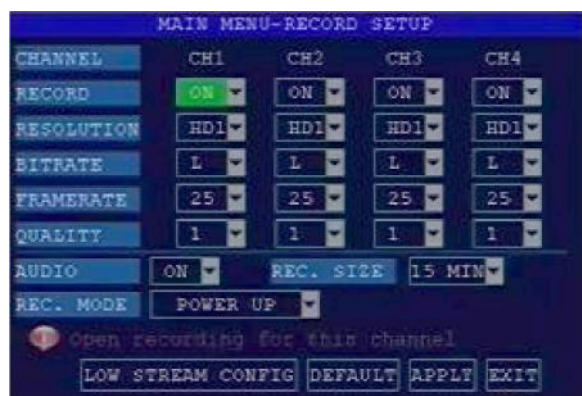 MAIN MENU-RECORD SETUP
CHANNEL CH1 CH2 CH3 CH4
RECORD ON ON ON ON
RESOLUTION HD1 HD1 HD1 HD1
BITRATE L L L L
FRAMERATE 25 25 25 25
QUALITY 1 1 1 1
AUDIO ON REC. SIZE 15 MIN
REC. MODE POWER UP
Open recording for this channel
LOW STREAM CONFIG DEFAULT APPLY EXIT